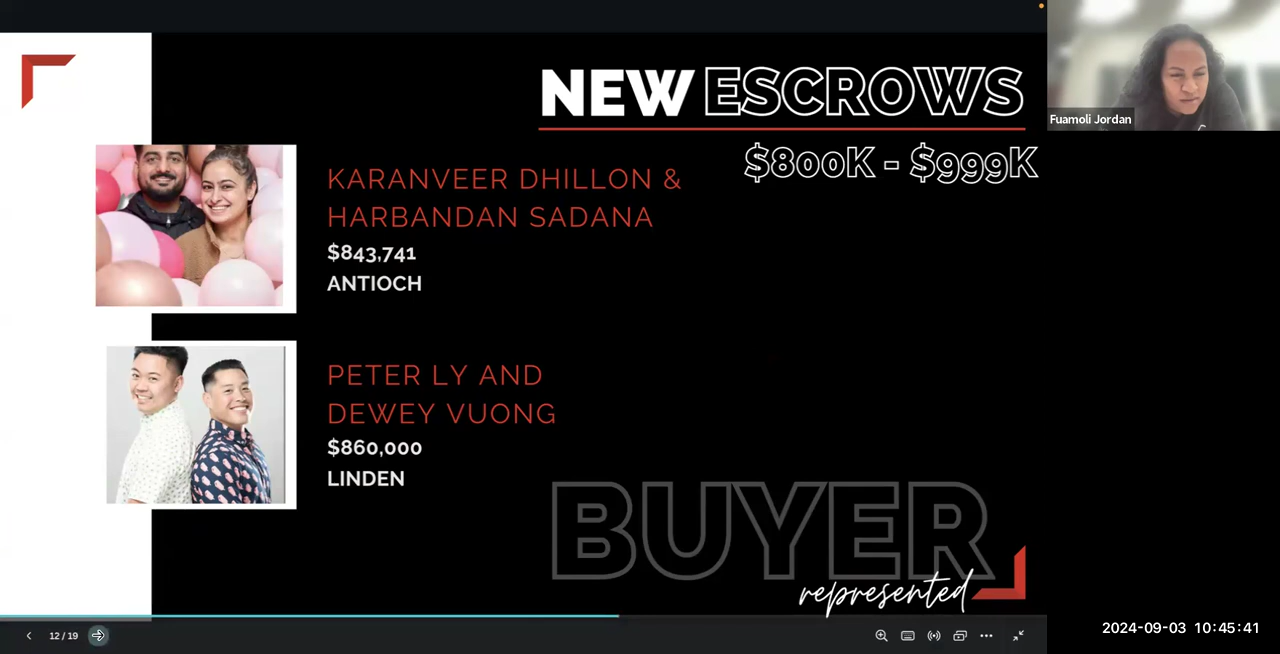 NEW ESCROWS
$800K - $999K
Fuamoli Jordan
KARANVEER DHILLON &
HARBANDAN SADANA
$843,741
ANTIOCH
PETER LY AND
DEWEY VUONG
$860,000
LINDEN
BUYER
represented
12 / 19
2024-09-03 10:45:41